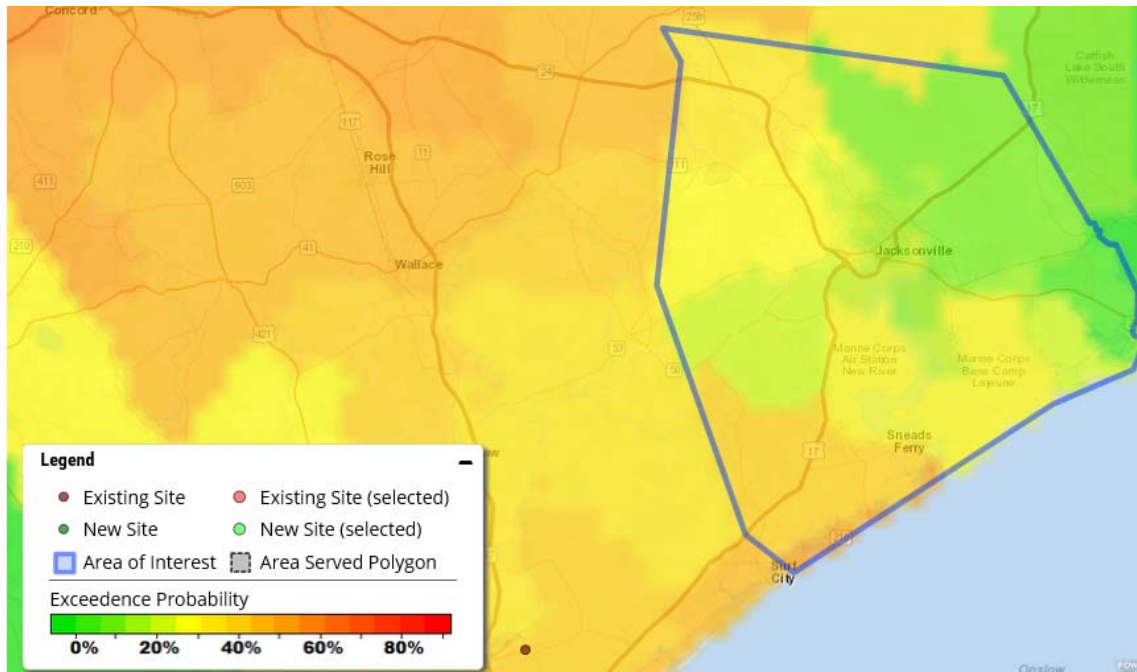 Concord
258
Catfish
Lake South
Wilderness
24
17
117
Rose
Hill
11
11
411
903
210
41
Wallace
Jacksonville
421
53
50
Marine Corps
Air Station
New River
Marine Corps
Base Camp
Lejeune
Sneads
Ferry
17
210
Surf
City
Legend
Existing Site
Existing Site (selected)
New Site
New Site (selected)
Area of Interest
Area Served Polygon
Exceedence Probability
0% 20% 40% 60% 80%
Onslow